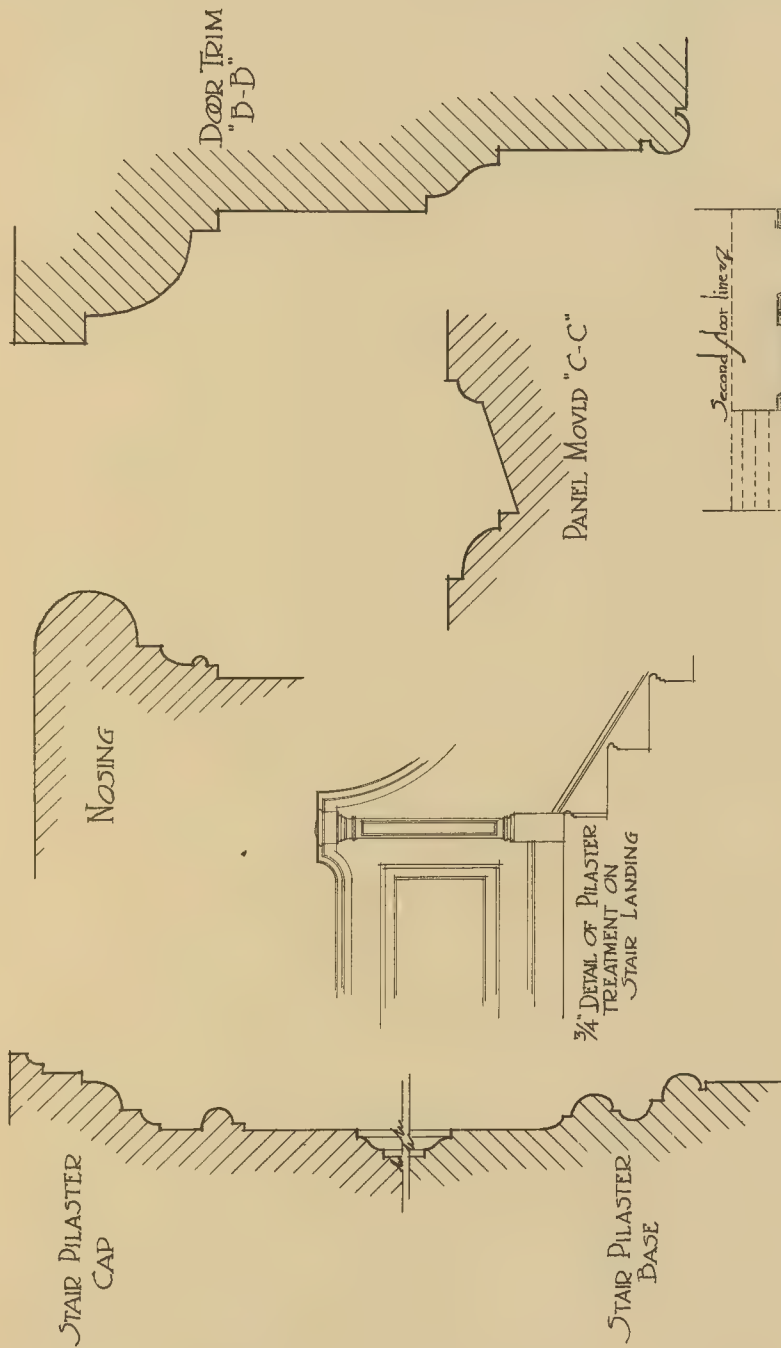 STAIR PILASTER
CAP
NOSING
DOOR TRIM
"B-B"
PANEL MOVLD "C-C"
¾" DETAIL OF PILASTER
TREATMENT ON
STAIR LANDING
STAIR PILASTER
BASE
Second floor line